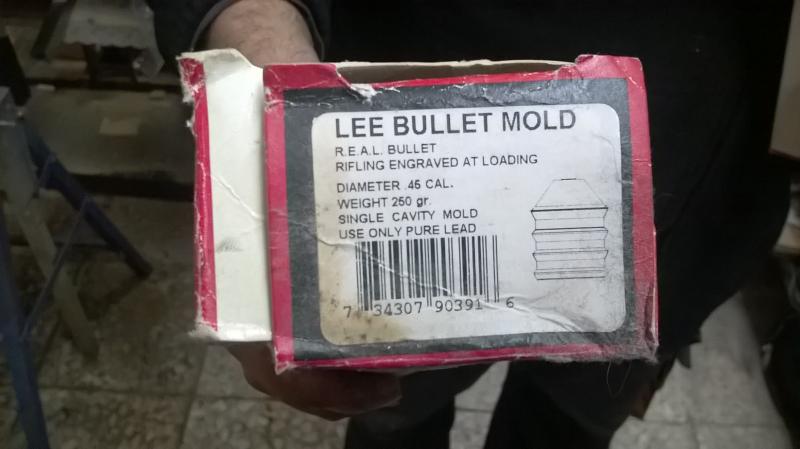 LEE BULLET MOLD
R.E.A.L. BULLET
RIFLING ENGRAVED AT LOADING
DIAMETER .45 CAL.
WEIGHT 250 gr.
SINGLE CAVITY MOLD
USE ONLY PURE LEAD
7 34307 90391 6